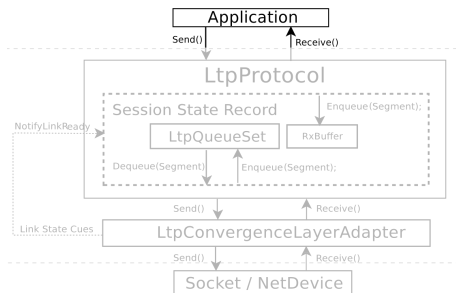 Application
Send()
Receive()
LtpProtocol
Session State Record
Enqueue(Segment);
NotifyLinkReady
LtpQueueSet
RxBuffer
Dequeue(Segment)
Enqueue(Segment);
Send()
Receive()
Link State Cues
LtpConvergenceLayerAdapter
Send()
Receive()
Socket / NetDevice